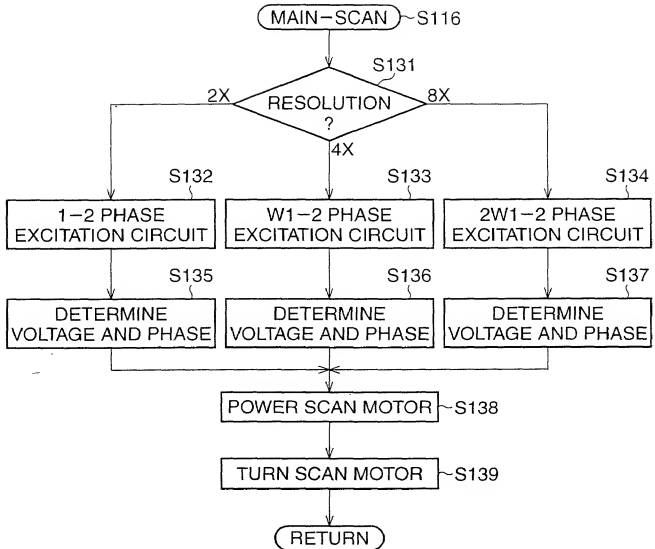 MAIN-SCAN S116
S131
2X RESOLUTION 8X
?
4X
S132 S133 S134
1-2 PHASE W1-2 PHASE 2W1-2 PHASE
EXCITATION CIRCUIT EXCITATION CIRCUIT EXCITATION CIRCUIT
S135 S136 S137
DETERMINE DETERMINE DETERMINE
VOLTAGE AND PHASE VOLTAGE AND PHASE VOLTAGE AND PHASE
POWER SCAN MOTOR S138
TURN SCAN MOTOR S139
RETURN